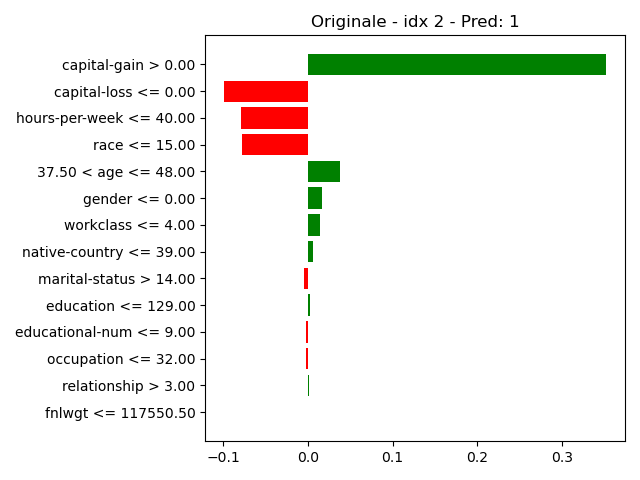 Originale - idx 2 - Pred: 1
capital-gain > 0.00
capital-loss <= 0.00
hours-per-week <= 40.00
race <= 15.00
37.50 < age <= 48.00
gender <= 0.00
workclass <= 4.00
native-country <= 39.00
marital-status > 14.00
education <= 129.00
educational-num <= 9.00
occupation <= 32.00
relationship > 3.00
fnlwgt <= 117550.50
−0.1 0.0 0.1 0.2 0.3